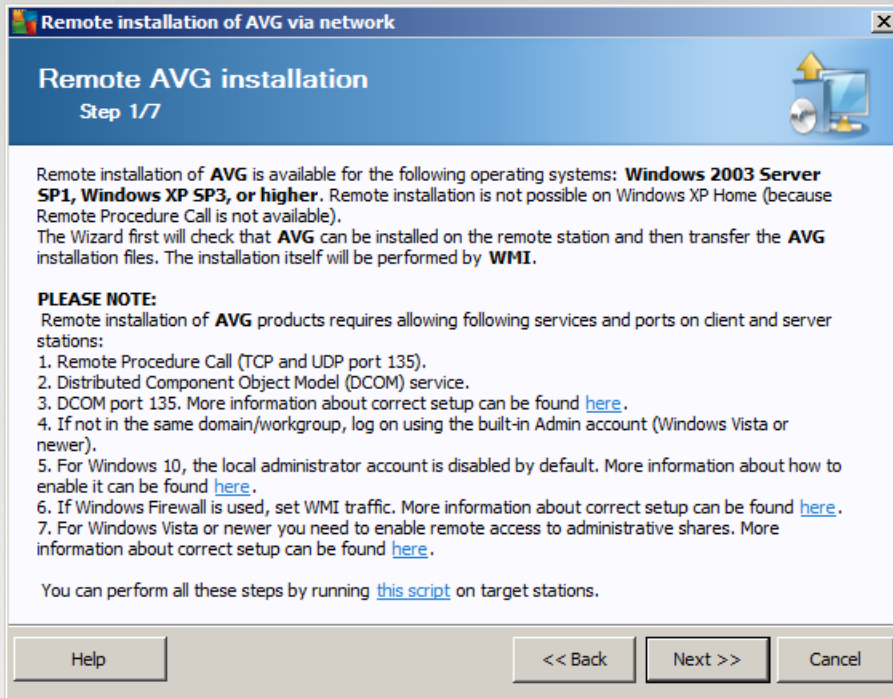 Remote installation of AVG via network
Remote AVG installation
Step 1/7
Remote installation of AVG is available for the following operating systems: Windows 2003 Server
SP1, Windows XP SP3, or higher. Remote installation is not possible on Windows XP Home (because
Remote Procedure Call is not available).
The Wizard first will check that AVG can be installed on the remote station and then transfer the AVG
installation files. The installation itself will be performed by WMI.
PLEASE NOTE:
Remote installation of AVG products requires allowing following services and ports on client and server
stations:
1. Remote Procedure Call (TCP and UDP port 135).
2. Distributed Component Object Model (DCOM) service.
3. DCOM port 135. More information about correct setup can be found here.
4. If not in the same domain/workgroup, log on using the built-in Admin account (Windows Vista or
newer).
5. For Windows 10, the local administrator account is disabled by default. More information about how to
enable it can be found here.
6. If Windows Firewall is used, set WMI traffic. More information about correct setup can be found here.
7. For Windows Vista or newer you need to enable remote access to administrative shares. More
information about correct setup can be found here.
You can perform all these steps by running this script on target stations.
Help
<< Back
Next >>
Cancel